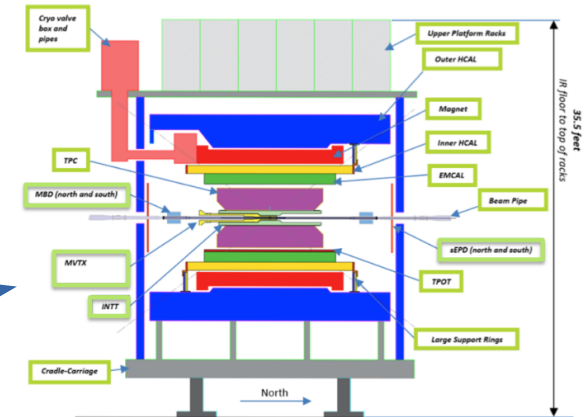 Cryo valve
box and
pipes
Upper Platform Racks
Outer HCAL
Magnet
Inner HCAL
EMCAL
TPC
MBD (north and south)
Beam Pipe
sEPD (north and south)
MVTX
TPOT
INTT
Large Support Rings
Cradle-Carriage
North
35.5 feet
IR floor to top of racks